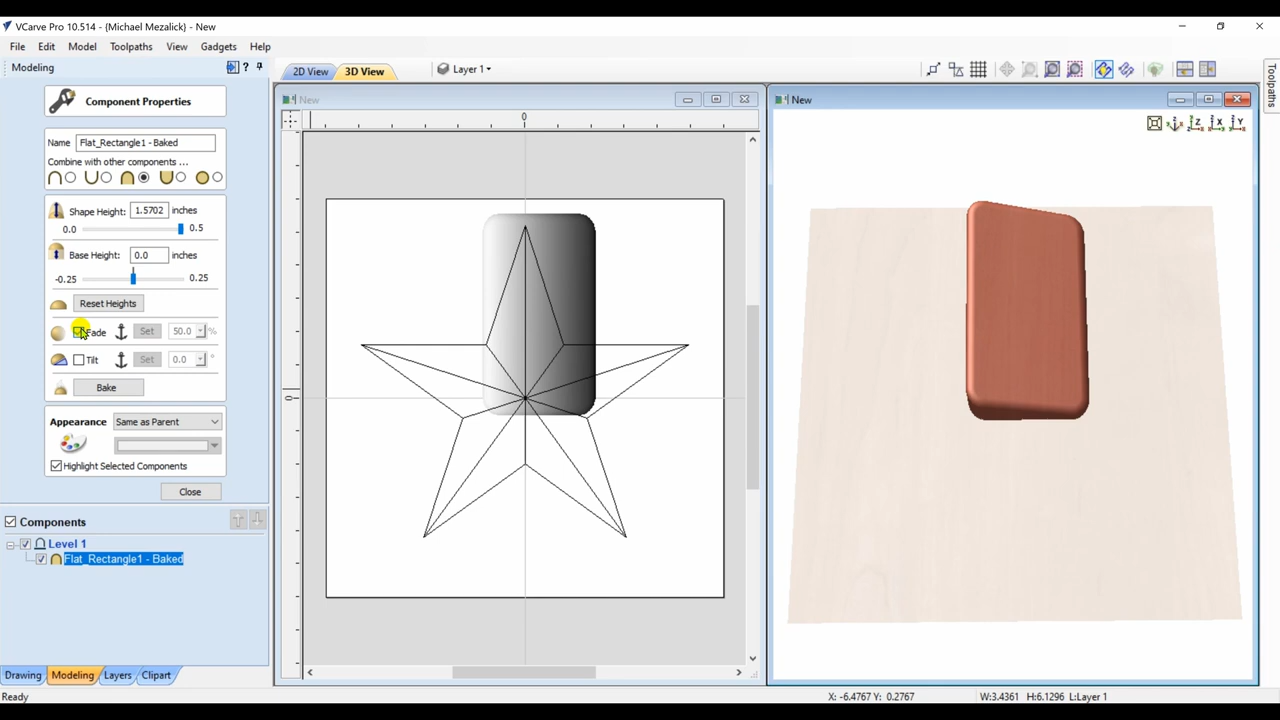 VCarve Pro 10.514 - {Michael Mezalick} - New
File Edit Model Toolpaths View Gadgets Help
Modeling ?
2D View 3D View Layer 1
Toolpaths
Component Properties
Name Flat_Rectangle1 - Baked
Combine with other components ...
Shape Height: 1.5702 inches
0.0 0.5
Base Height: 0.0 inches
-0.25 0.25
Reset Heights
Fade Set 50.0 %
Tilt Set 0.0 °
Bake
Appearance Same as Parent
Highlight Selected Components
Close
Components
Level 1
Flat_Rectangle1 - Baked
Drawing Modeling Layers Clipart
New
0
0
New
Z X Y
Ready X: -6.4767 Y: 0.2767 W:3.4361 H:6.1296 L:Layer 1